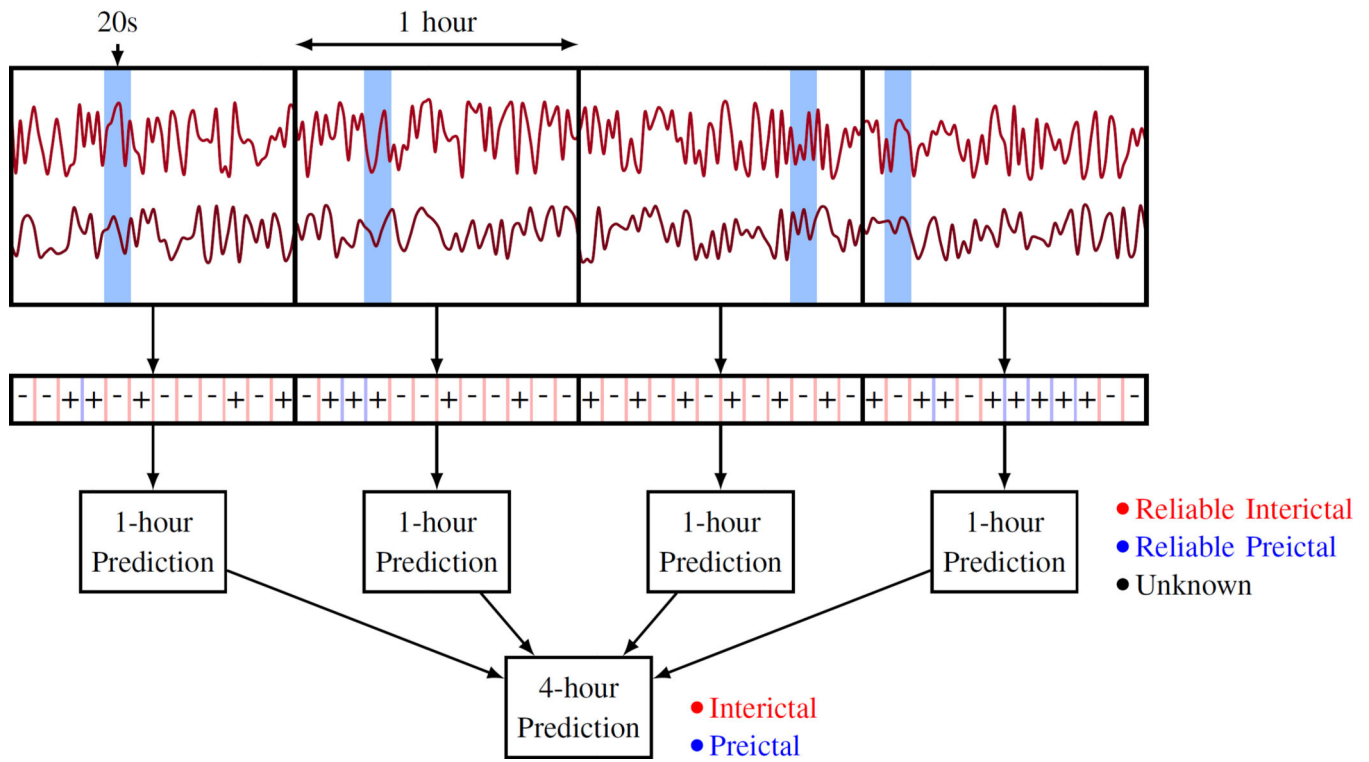 20s
1 hour
- - + + - + - - - + - +
- + + + - - + - - + - -
+ - + - + - + - + - + -
+ - + + - + + + + + - -
1-hour
Prediction
1-hour
Prediction
1-hour
Prediction
1-hour
Prediction
Reliable Interictal
Reliable Preictal
Unknown
4-hour
Prediction
Interictal
Preictal